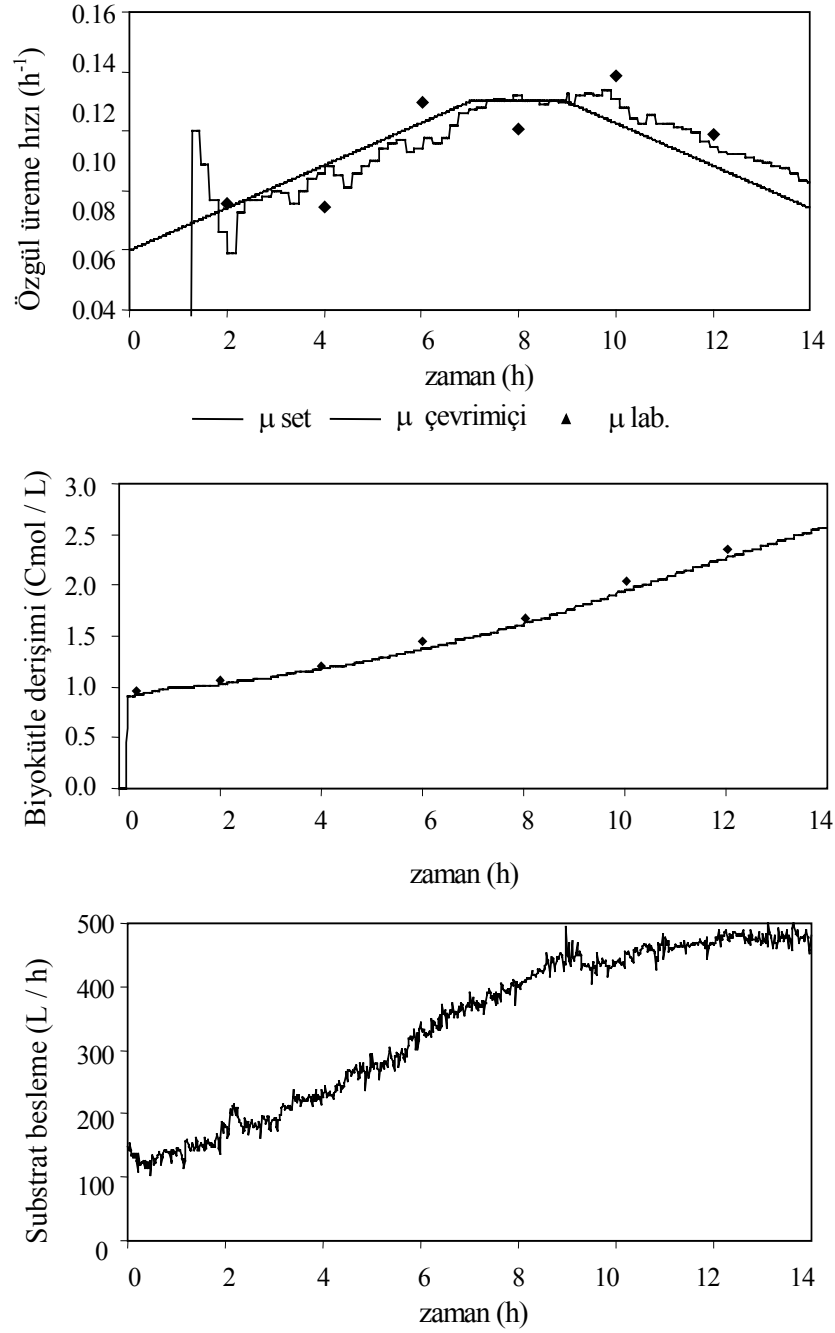 0.16
0.14
0.12
0.10
0.08
0.06
0.04
Özgül üreme hızı (h-1)
0 2 4 6 8 10 12 14
zaman (h)
μ set μ çevrimiçi μ lab.
3.0
2.5
2.0
1.5
1.0
0.5
0.0
Biyokütle derişimi (Cmol / L)
0 2 4 6 8 10 12 14
zaman (h)
500
400
300
200
100
0
Substrat besleme (L / h)
0 2 4 6 8 10 12 14
zaman (h)